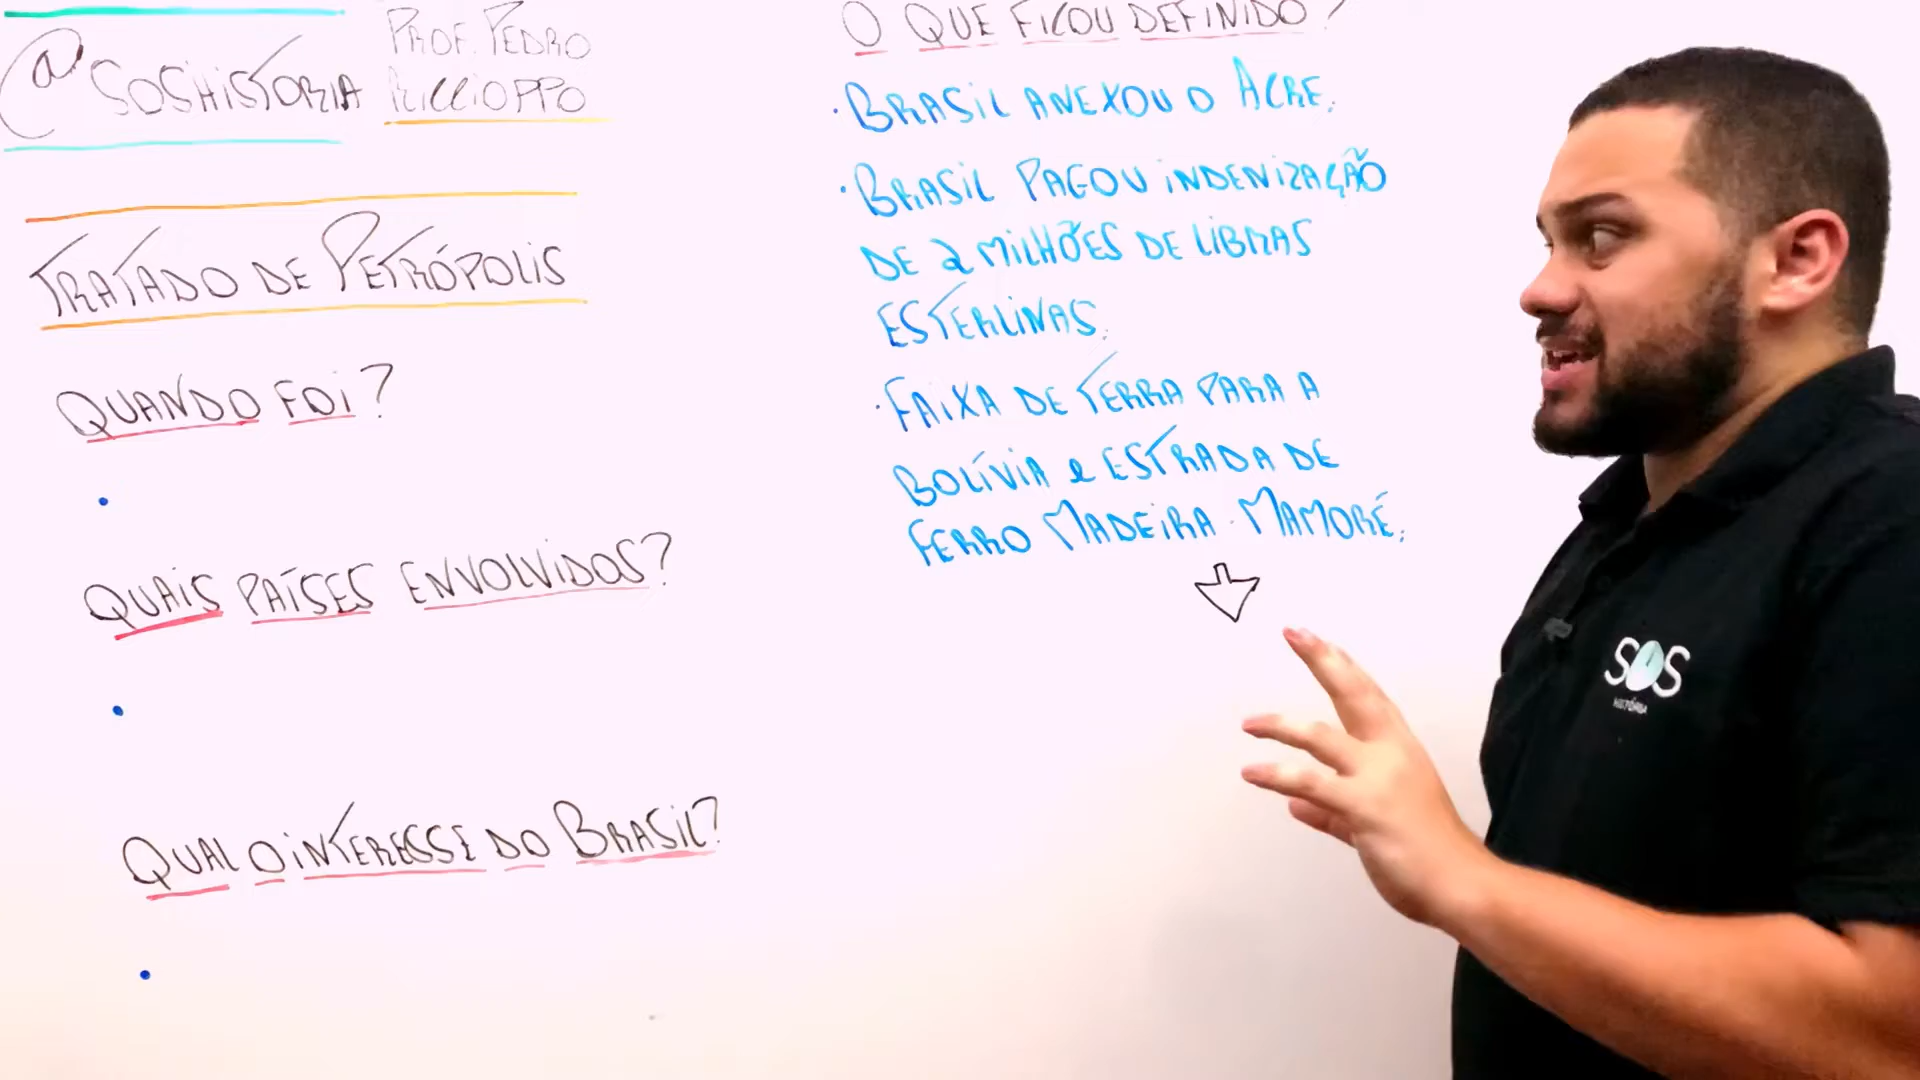 @SOSHISTORIA
PROF. PEDRO
RICCIOPPO
TRATADO DE PETRÓPOLIS
QUANDO FOI?
QUAIS PAÍSES ENVOLVIDOS?
QUAL O INTERESSE DO BRASIL?
O QUE FICOU DEFINIDO?
• BRASIL ANEXOU O ACRE;
• BRASIL PAGOU INDENIZAÇÃO
DE 2 MILHÕES DE LIBRAS
ESTERLINAS;
• FAIXA DE TERRA PARA A
BOLÍVIA e ESTRADA DE
FERRO MADEIRA-MAMORÉ;
SOS
HISTÓRIA